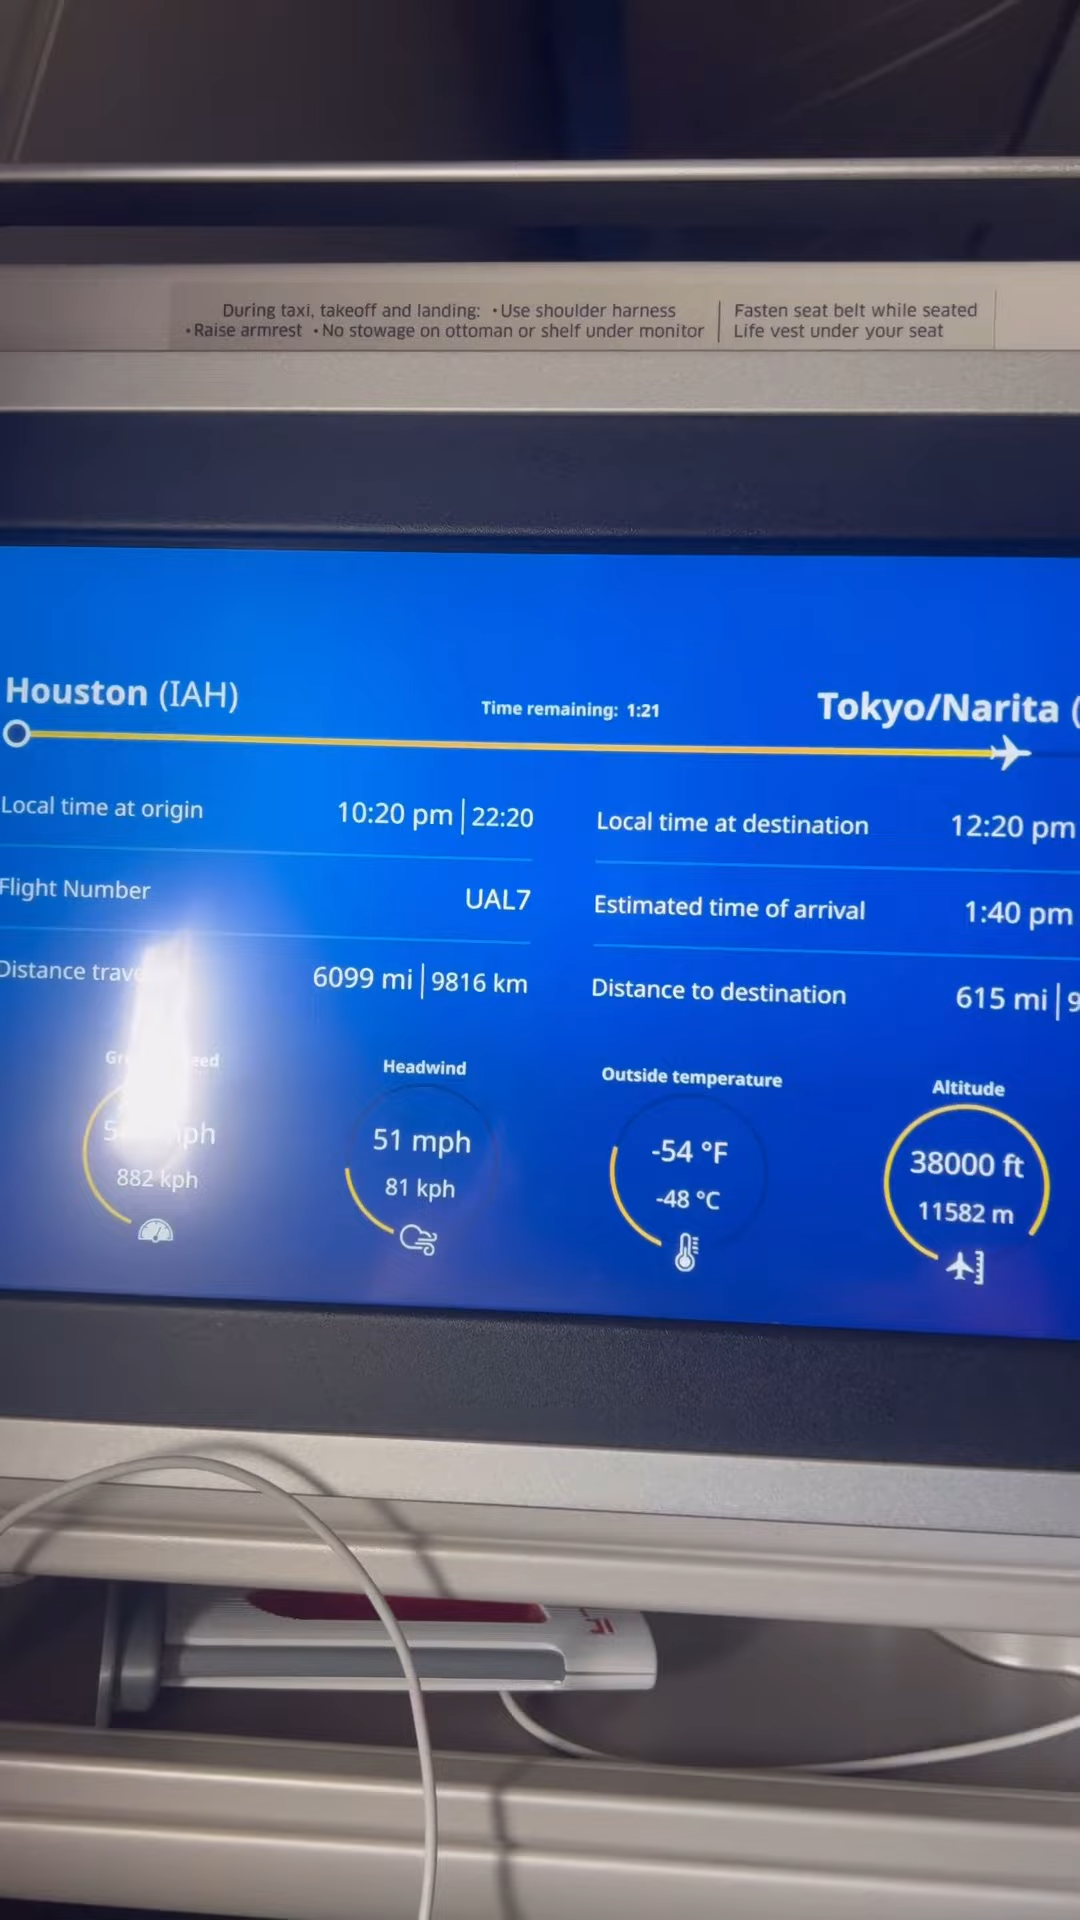 During taxi, takeoff and landing: • Use shoulder harness
• Raise armrest • No stowage on ottoman or shelf under monitor
Fasten seat belt while seated
Life vest under your seat
Houston (IAH)
Time remaining: 1:21
Tokyo/Narita (
Local time at origin 10:20 pm | 22:20
Local time at destination 12:20 pm
Flight Number UAL7
Estimated time of arrival 1:40 pm
Distance 6099 mi | 9816 km
Distance to destination 615 mi | 9
Headwind
51 mph
81 kph
Outside temperature
-54 °F
-48 °C
Altitude
38000 ft
11582 m
882 kph